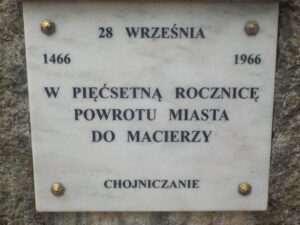 28 WRZEŚNIA
1466 1966
W PIĘĆSETNĄ ROCZNICĘ
POWROTU MIASTA
DO MACIERZY
CHOJNICZANIE